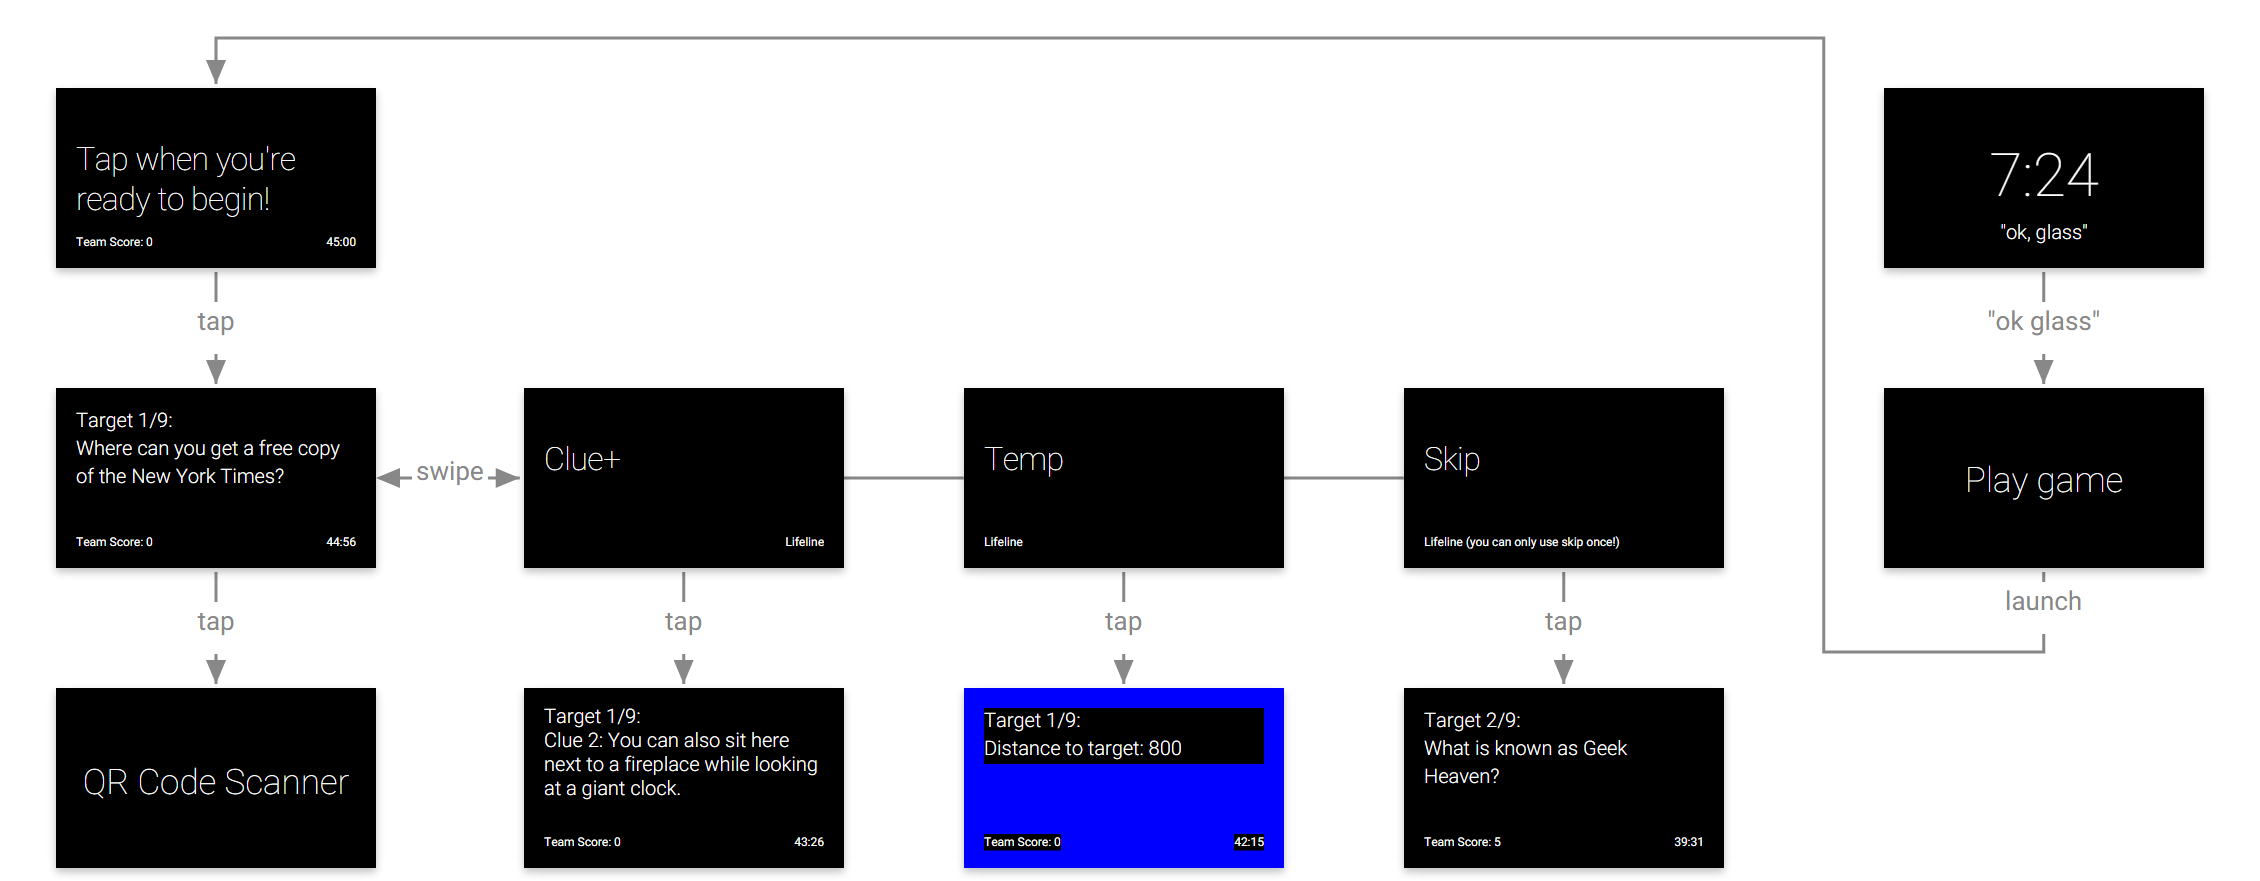 Tap when you're
ready to begin!
Team Score: 0
45:00
7:24
"ok, glass"
tap
"ok glass"
Target 1/9:
Where can you get a free copy
of the New York Times?
Team Score: 0
44:56
swipe
Clue+
Lifeline
Temp
Lifeline
Skip
Lifeline (you can only use skip once!)
Play game
tap
tap
tap
tap
launch
QR Code Scanner
Target 1/9:
Clue 2: You can also sit here
next to a fireplace while looking
at a giant clock.
Team Score: 0
43:26
Target 1/9:
Distance to target: 800
Team Score: 0
42:15
Target 2/9:
What is known as Geek
Heaven?
Team Score: 5
39:31